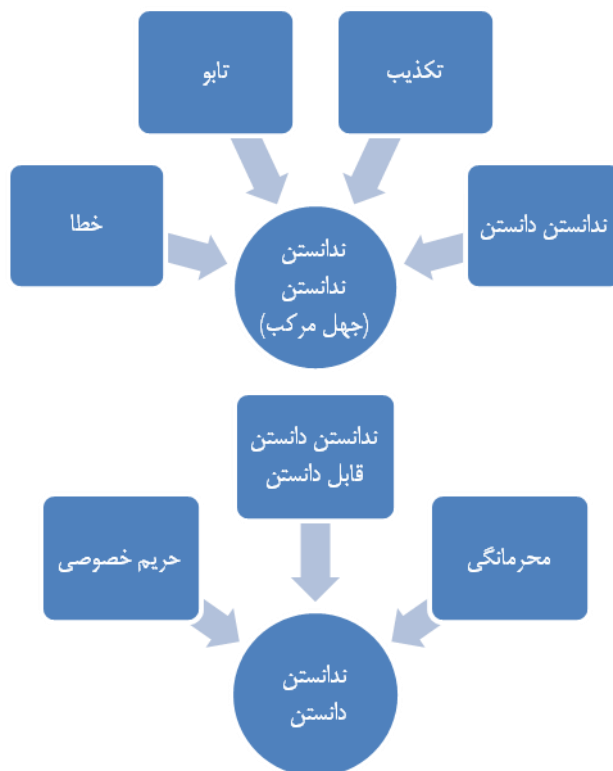 تکذیب
تابو
ندانستن دانستن
خطا
ندانستن
ندانستن
(جهل مرکب)
ندانستن دانستن
قابل دانستن
محرمانگی
حریم خصوصی
ندانستن
دانستن